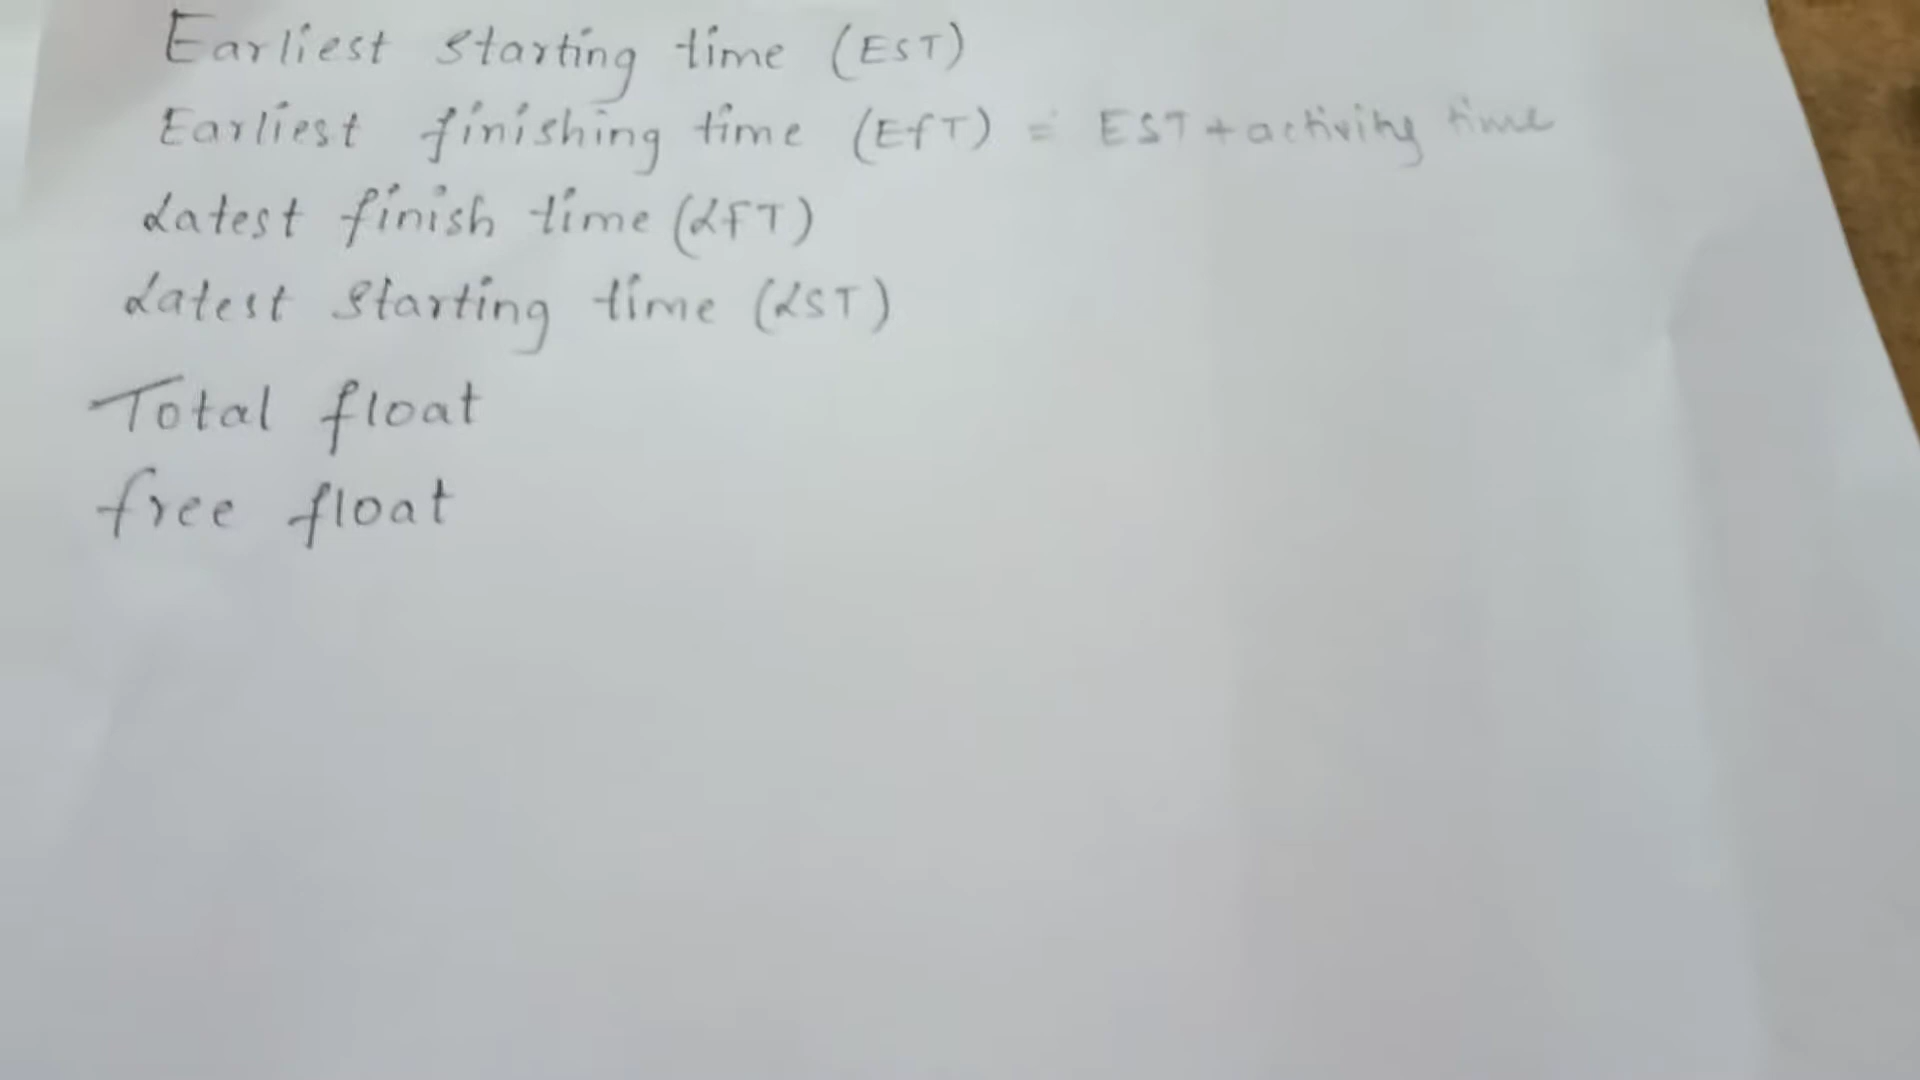 Earliest starting time (EST)
Earliest finishing time (EfT) = EST + activity time
Latest finish time (LFT)
Latest starting time (LST)
Total float
free float